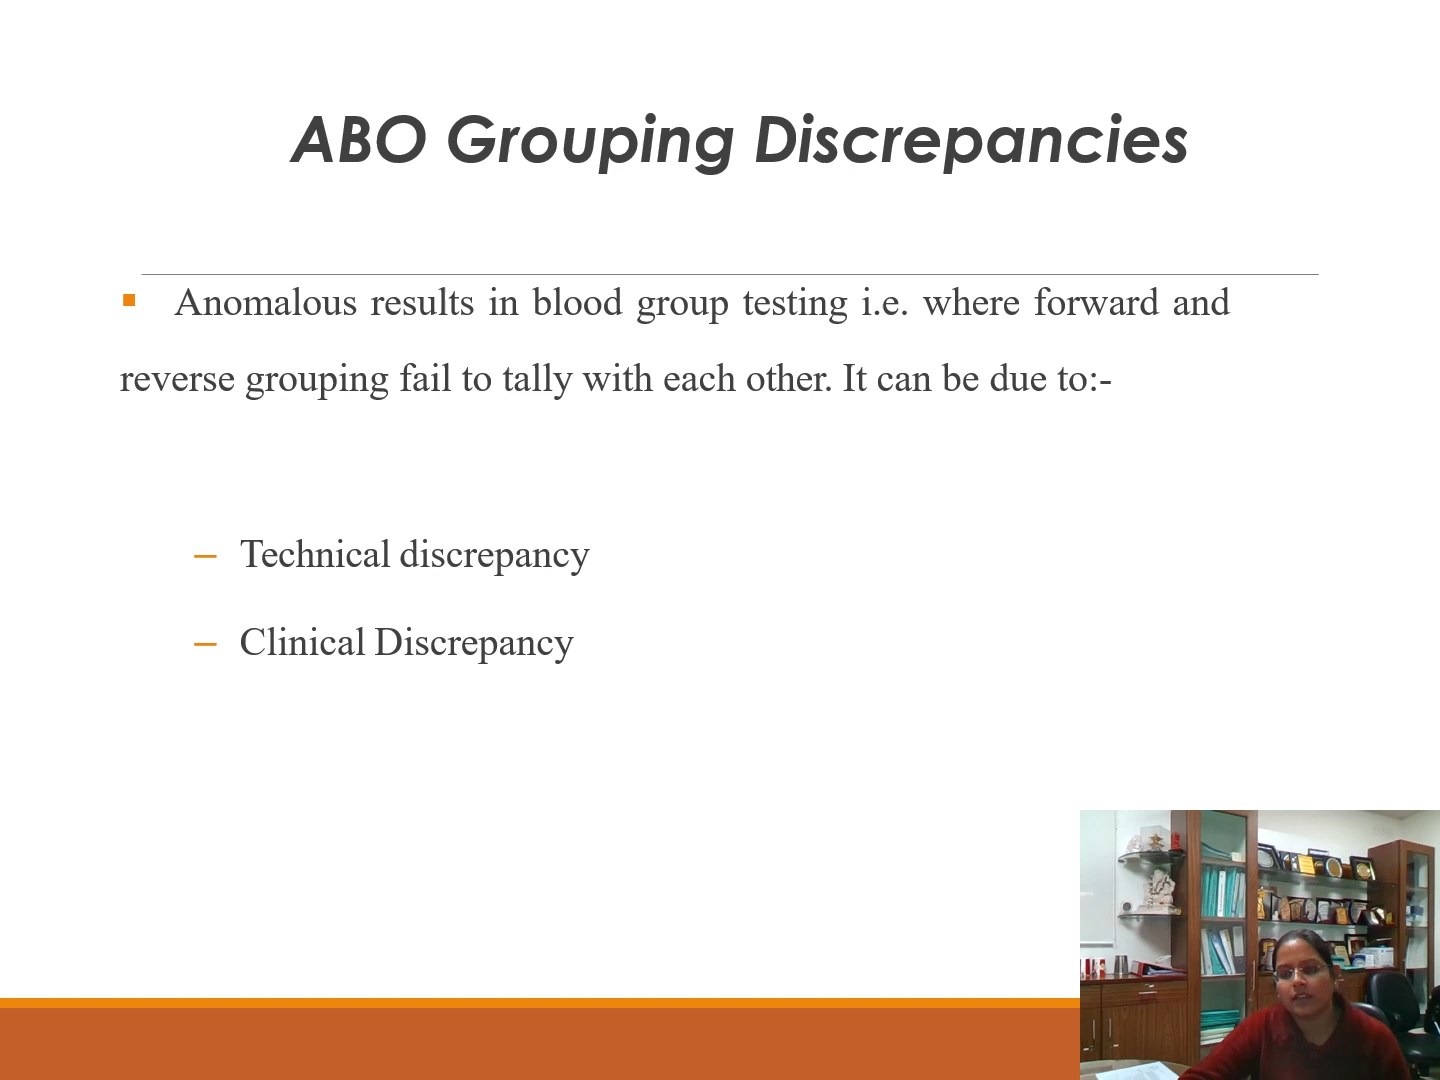 ABO Grouping Discrepancies
▪ Anomalous results in blood group testing i.e. where forward and
reverse grouping fail to tally with each other. It can be due to:-
– Technical discrepancy
– Clinical Discrepancy